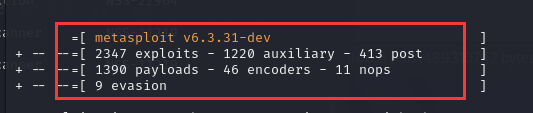 =[ metasploit v6.3.31-dev ]
+ -- --=[ 2347 exploits - 1220 auxiliary - 413 post ]
+ -- --=[ 1390 payloads - 46 encoders - 11 nops ]
+ -- --=[ 9 evasion ]